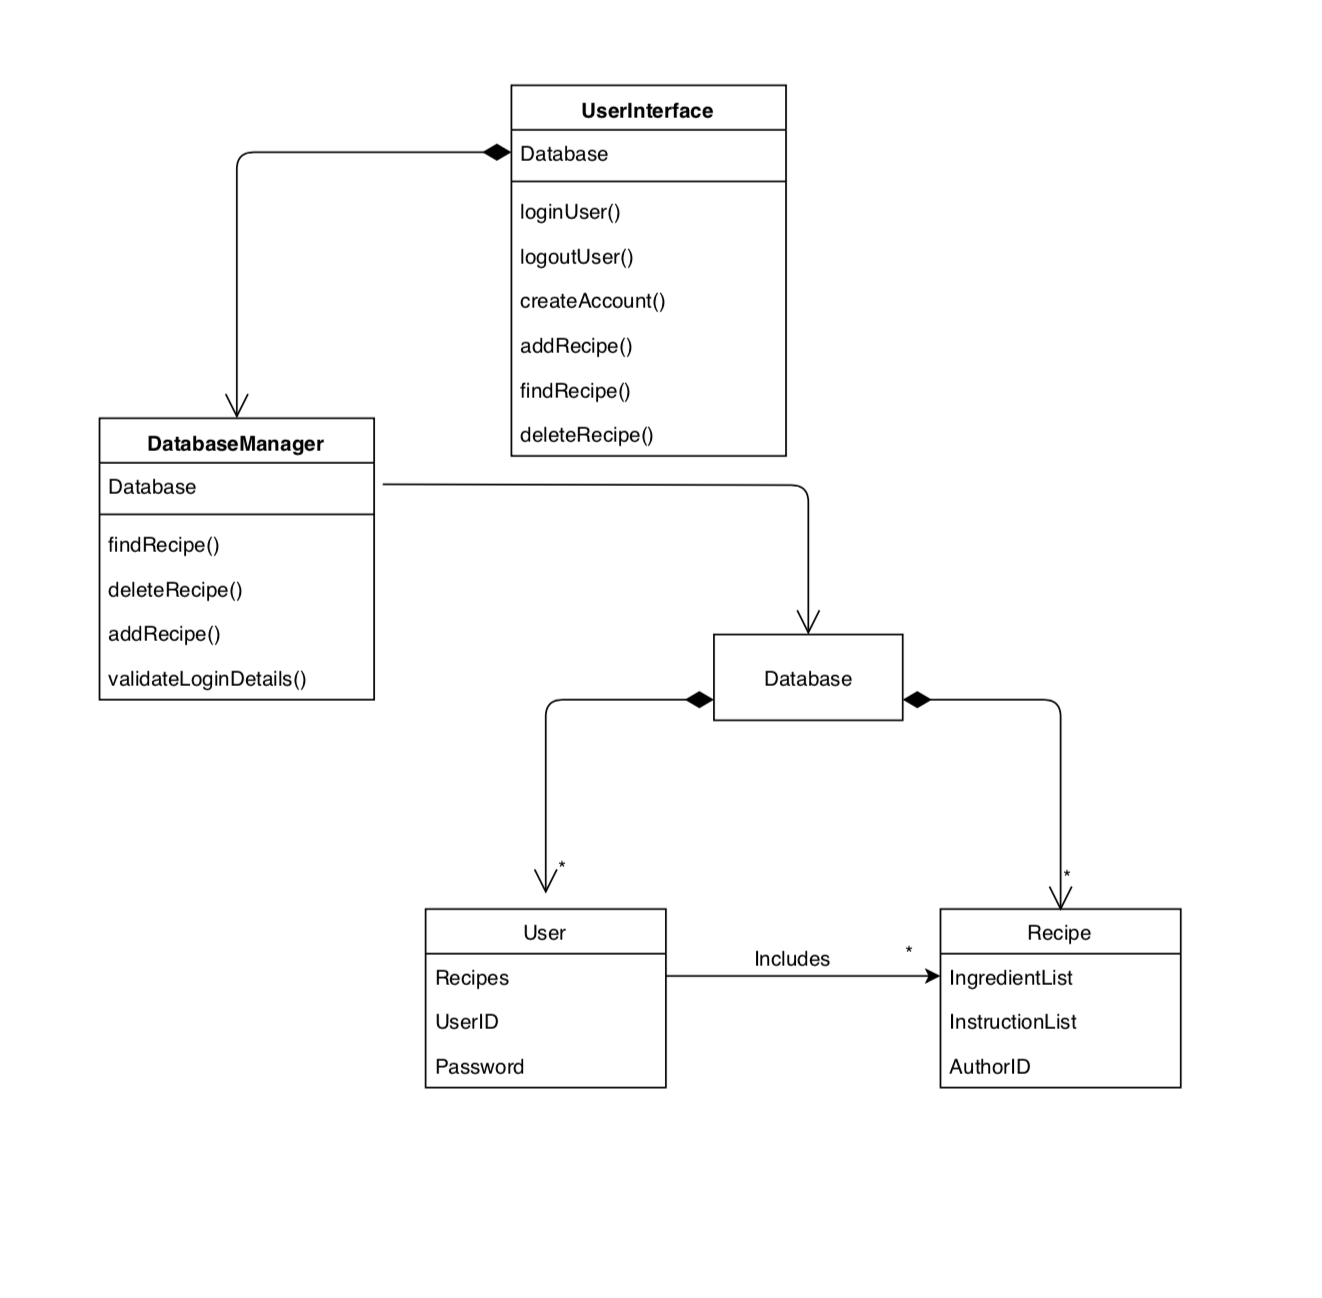 UserInterface
Database
loginUser()
logoutUser()
createAccount()
addRecipe()
findRecipe()
deleteRecipe()
DatabaseManager
Database
findRecipe()
deleteRecipe()
addRecipe()
validateLoginDetails()
Database
*
*
User
Recipes
UserID
Password
Includes
*
Recipe
IngredientList
InstructionList
AuthorID